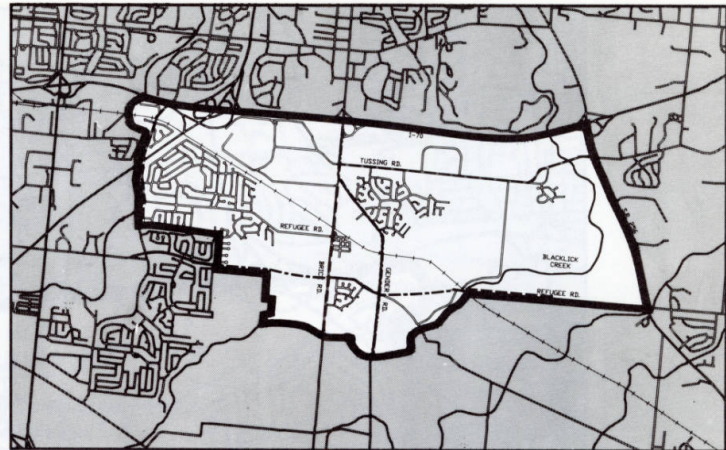 I-70
TUSSING RD.
REFUGEE RD.
BLACKLICK
CREEK
BRICE RD.
GENDER RD.
REFUGEE RD.